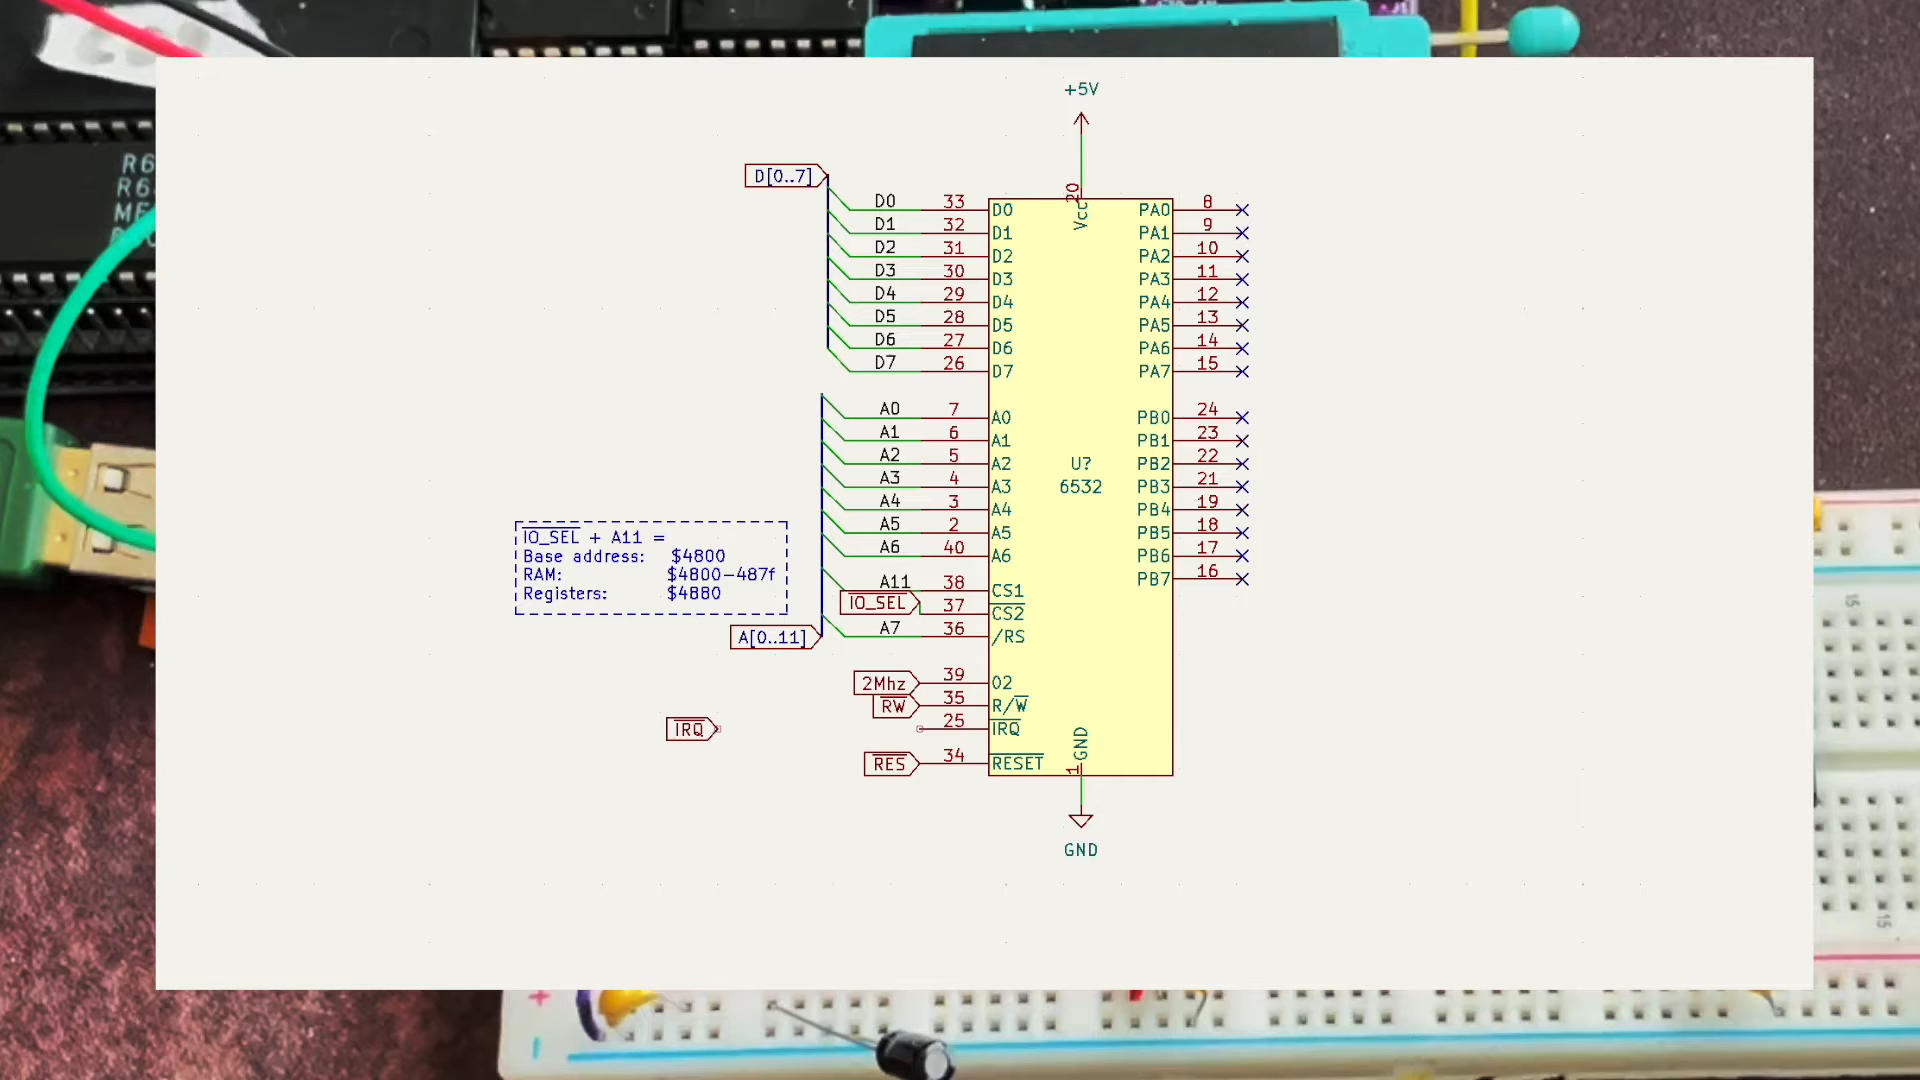 +5V
D[0..7]
D0 33 D0
D1 32 D1
D2 31 D2
D3 30 D3
D4 29 D4
D5 28 D5
D6 27 D6
D7 26 D7
20
Vcc
PA0 8
PA1 9
PA2 10
PA3 11
PA4 12
PA5 13
PA6 14
PA7 15
A0 7 A0
A1 6 A1
A2 5 A2
A3 4 A3
A4 3 A4
A5 2 A5
A6 40 A6
A11 38 CS1
IO_SEL 37 CS2
A7 36 /RS
A[0..11]
U?
6532
PB0 24
PB1 23
PB2 22
PB3 21
PB4 19
PB5 18
PB6 17
PB7 16
IO_SEL + A11 =
Base address: $4800
RAM: $4800-487f
Registers: $4880
2Mhz 39 02
RW 35 R/W
IRQ
25 IRQ
RES 34 RESET
GND
1
GND
R6
R6
15
15
+